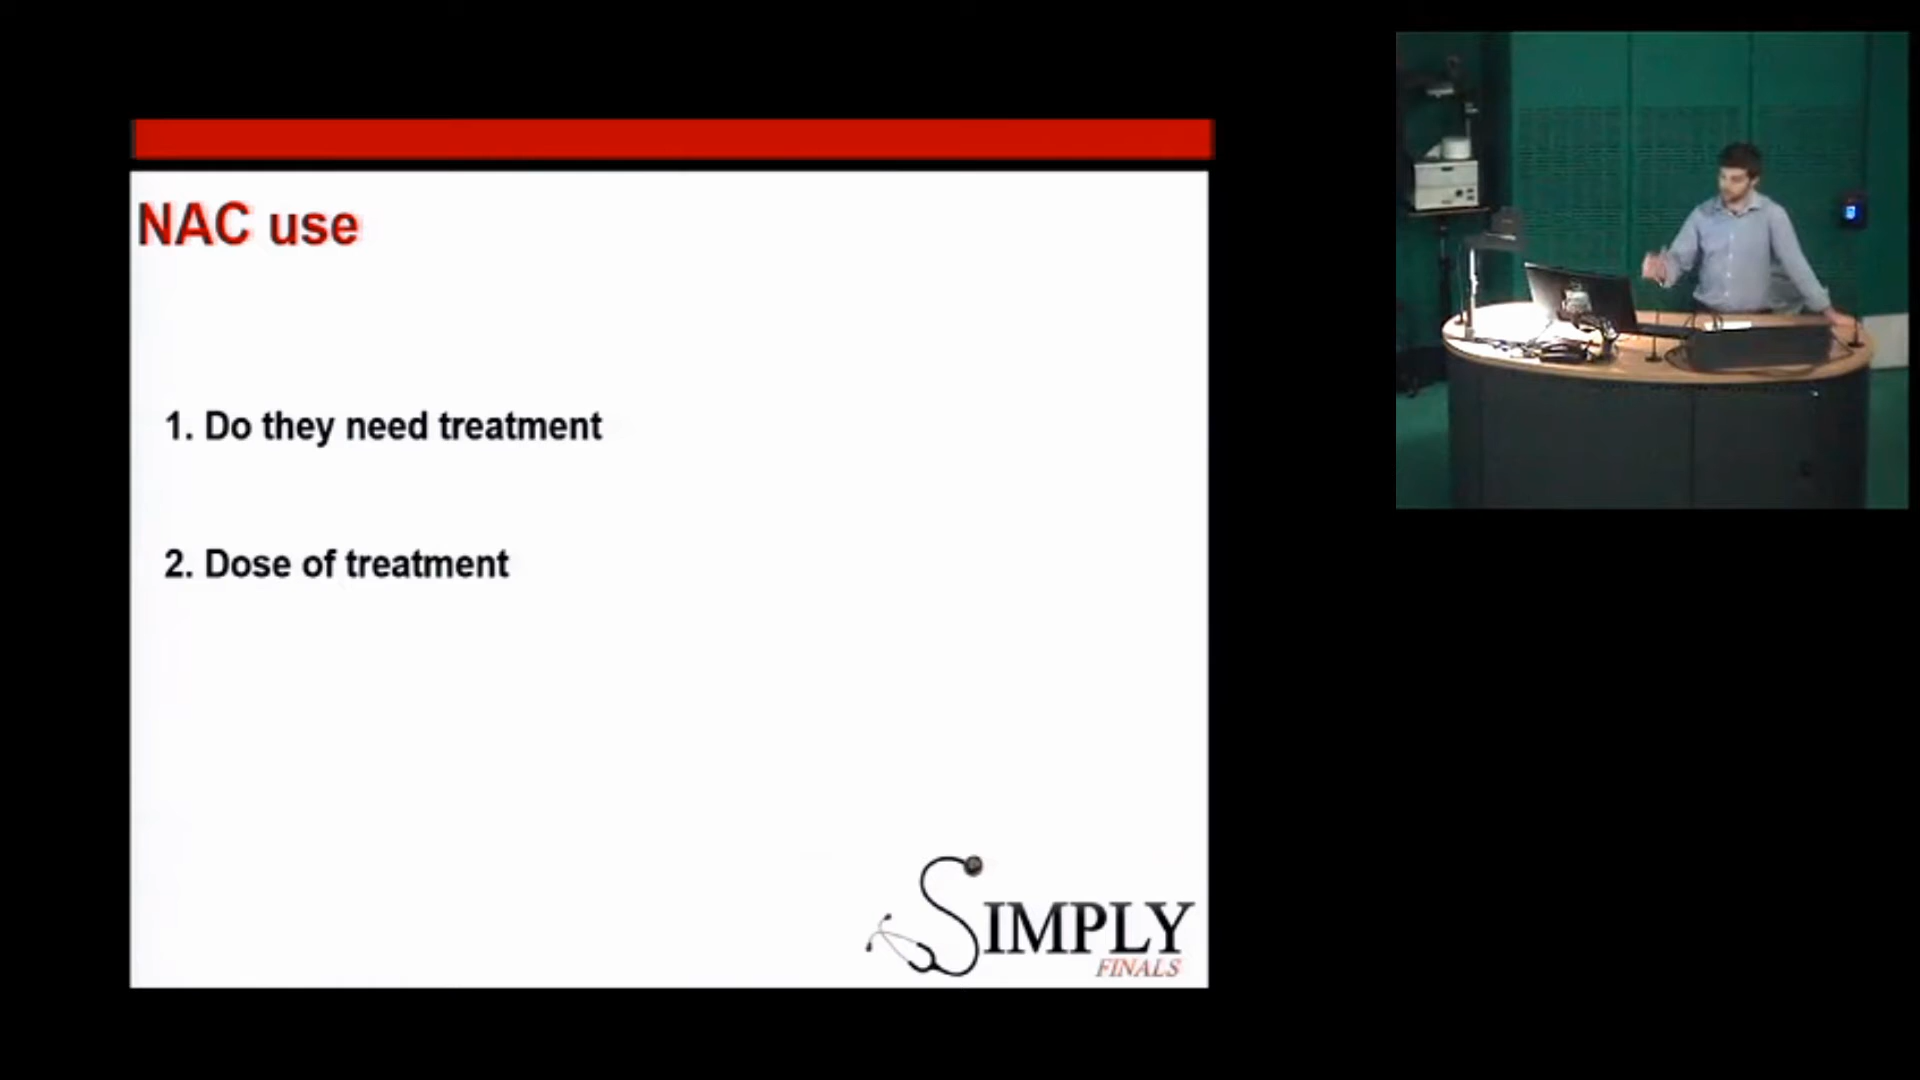 NAC use
1. Do they need treatment
2. Dose of treatment
SIMPLY
FINALS